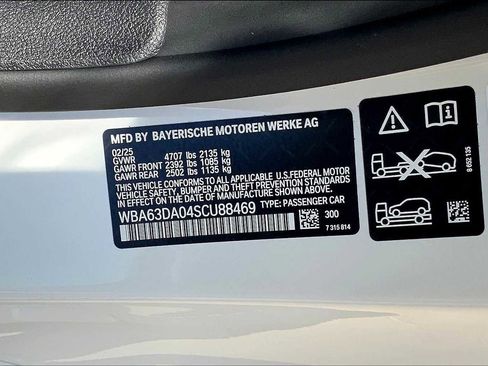 MFD BY BAYERISCHE MOTOREN WERKE AG
02/25
GVWR 4707 lbs 2135 kg
GAWR FRONT 2392 lbs 1085 kg
GAWR REAR 2502 lbs 1135 kg
THIS VEHICLE CONFORMS TO ALL APPLICABLE U.S.FEDERAL MOTOR
VEHICLE SAFETY, BUMPER, AND THEFT PREVENTION
STANDARDS IN EFFECT ON THE DATE OF MANUFACTURE SHOWN ABOVE.
WBA63DA04SCU88469 TYPE: PASSENGER CAR
300
7 315 814
8 052 135